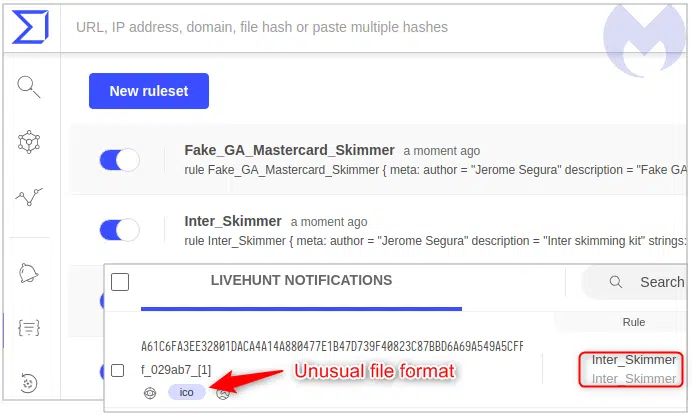 URL, IP address, domain, file hash or paste multiple hashes
New ruleset
Fake_GA_Mastercard_Skimmer a moment ago
rule Fake_GA_Mastercard_Skimmer { meta: author = "Jerome Segura" description = "Fake GA
Inter_Skimmer a moment ago
rule Inter_Skimmer { meta: author = "Jerome Segura" description = "Inter skimming kit" strings:
LIVEHUNT NOTIFICATIONS
Search
Rule
A61C6FA3EE32801DACA4A14A880477E1B47D739F40823C87BBD6A69A549A5CFF
f_029ab7_[1]
Inter_Skimmer
Inter_Skimmer
ico
Unusual file format